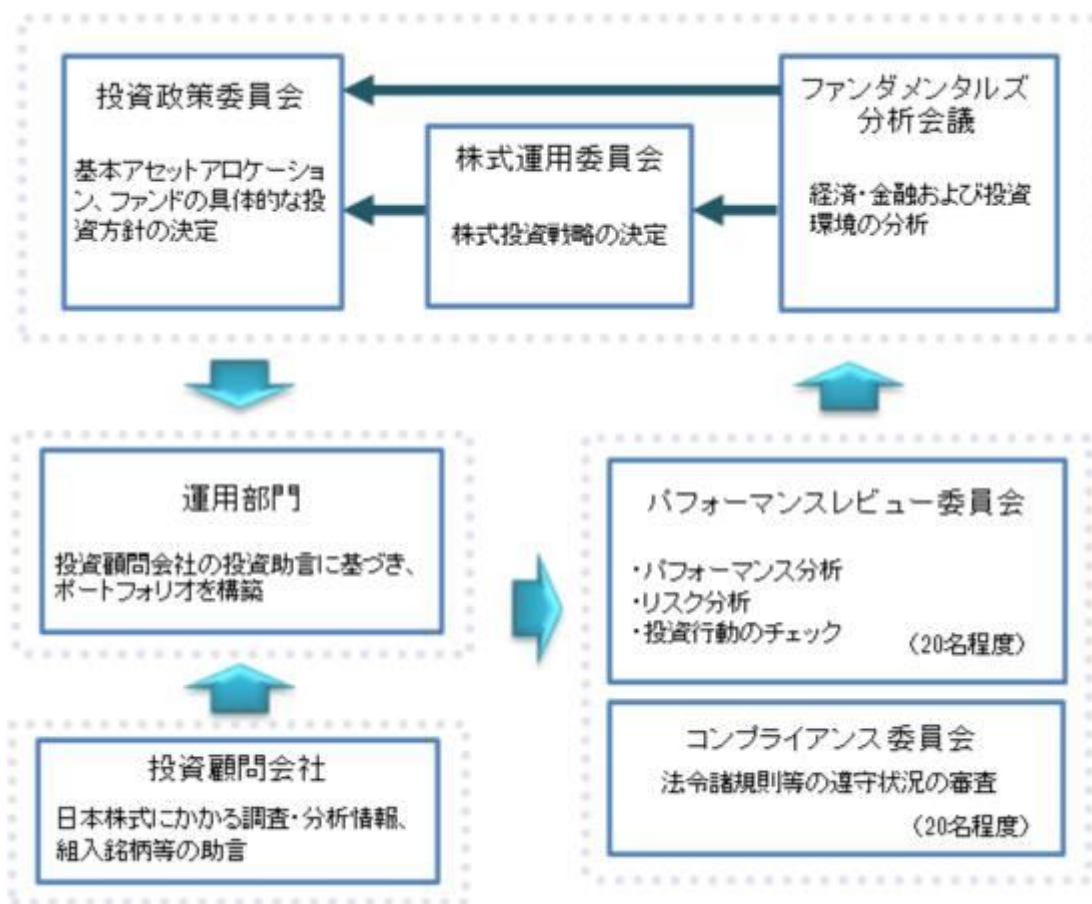 投資政策委員会
基本アセットアロケーショ
ン、ファンドの具体的な投
資方針の決定
株式運用委員会
株式投資戦略の決定
ファンダメンタルズ
分析会議
経済・金融および投資
環境の分析
運用部門
投資顧問会社の投資助言に基づき、
ポートフォリオを構築
投資顧問会社
日本株式にかかる調査・分析情報、
組入銘柄等の助言
パフォーマンスレビュー委員会
・パフォーマンス分析
・リスク分析
・投資行動のチェック
（20名程度）
コンプライアンス委員会
法令諸規則等の遵守状況の審査
（20名程度）